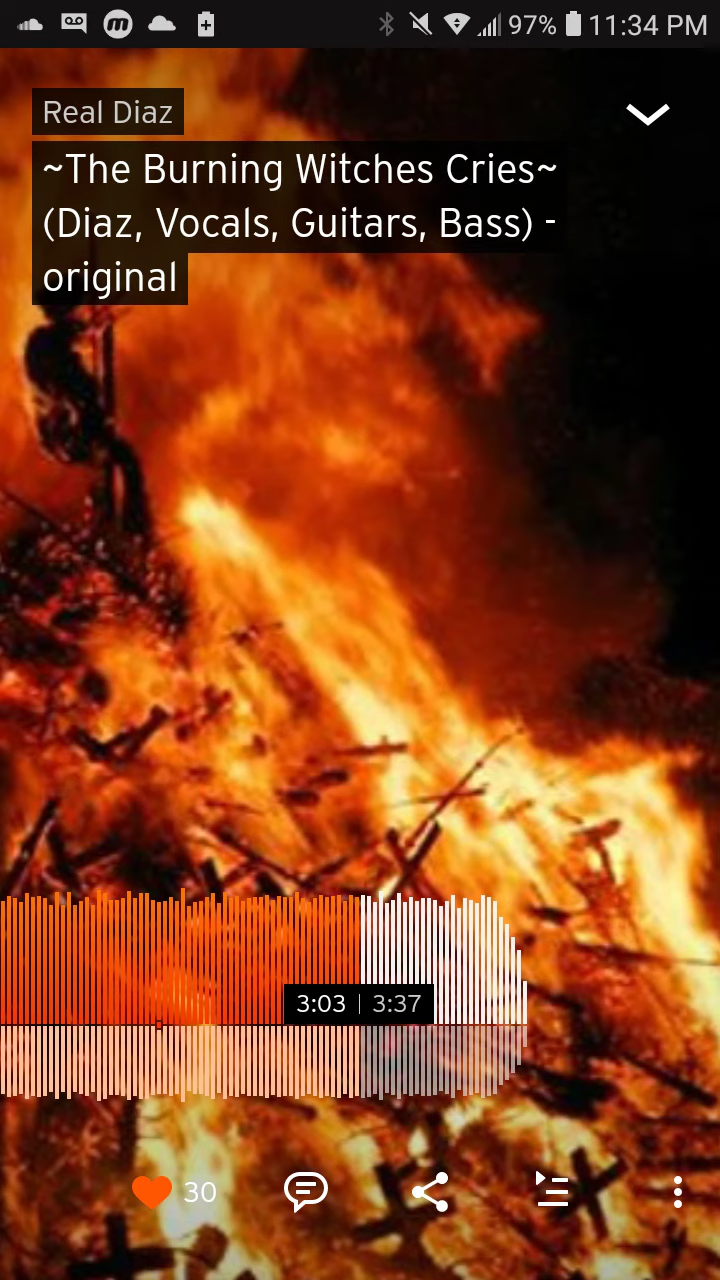 97% 11:34 PM
Real Diaz
~The Burning Witches Cries~
(Diaz, Vocals, Guitars, Bass) -
original
3:03 | 3:37
30